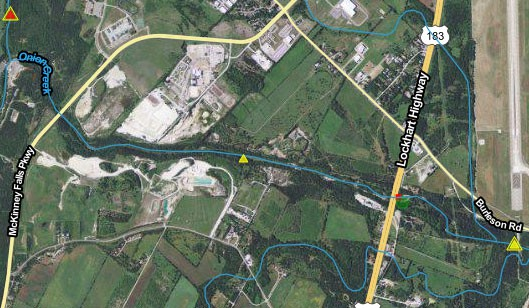 Onion Creek
183
Lockhart Highway
McKinney Falls Pkwy
Burleson Rd